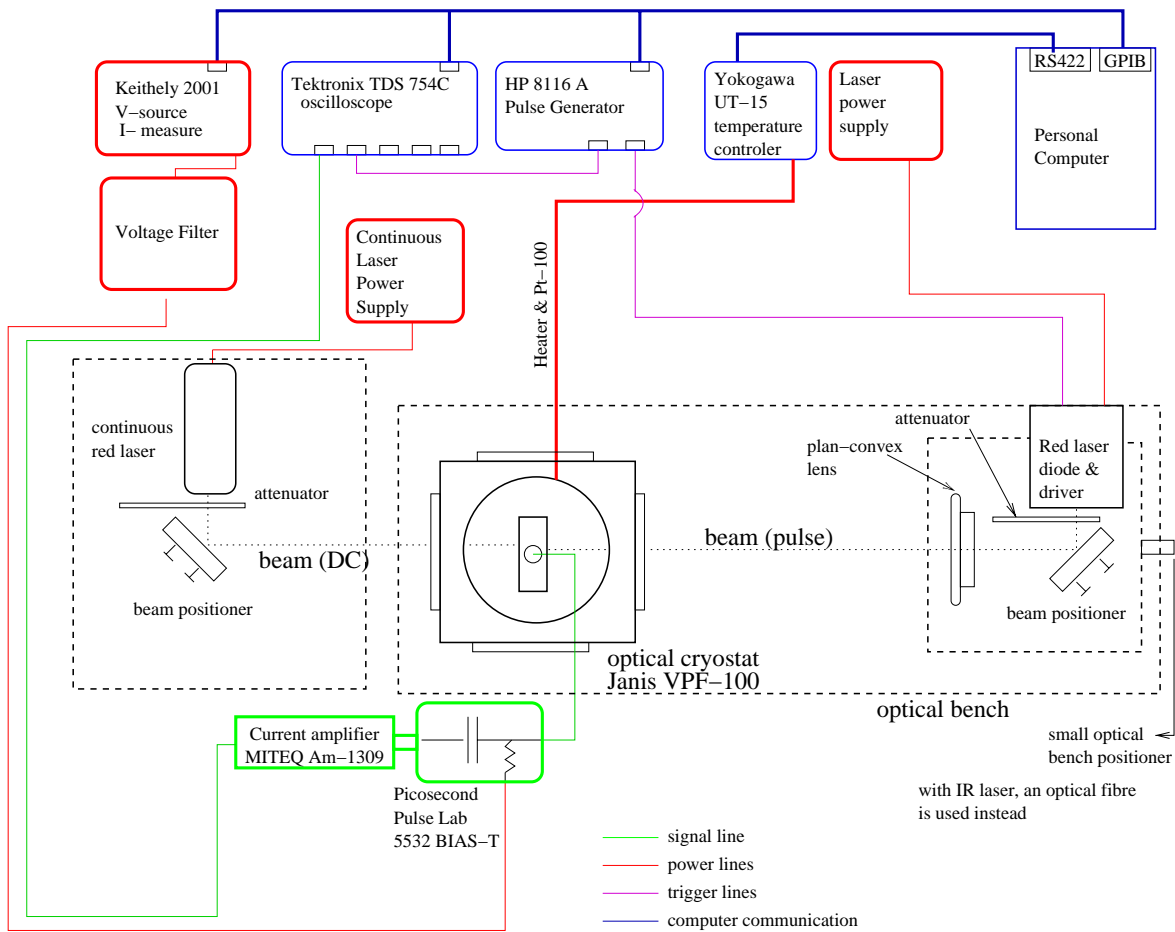 Keithely 2001
V−source
I− measure
Tektronix TDS 754C
oscilloscope
HP 8116 A
Pulse Generator
Yokogawa
UT−15
temperature
controler
Laser
power
supply
RS422
GPIB
Personal
Computer
Voltage Filter
Continuous
Laser
Power
Supply
Heater & Pt−100
continuous
red laser
attenuator
beam (DC)
beam positioner
beam (pulse)
plan−convex
lens
attenuator
Red laser
diode &
driver
beam positioner
optical cryostat
Janis VPF−100
optical bench
small optical
bench positioner
with IR laser, an optical fibre
is used instead
Current amplifier
MITEQ Am−1309
Picosecond
Pulse Lab
5532 BIAS−T
signal line
power lines
trigger lines
computer communication